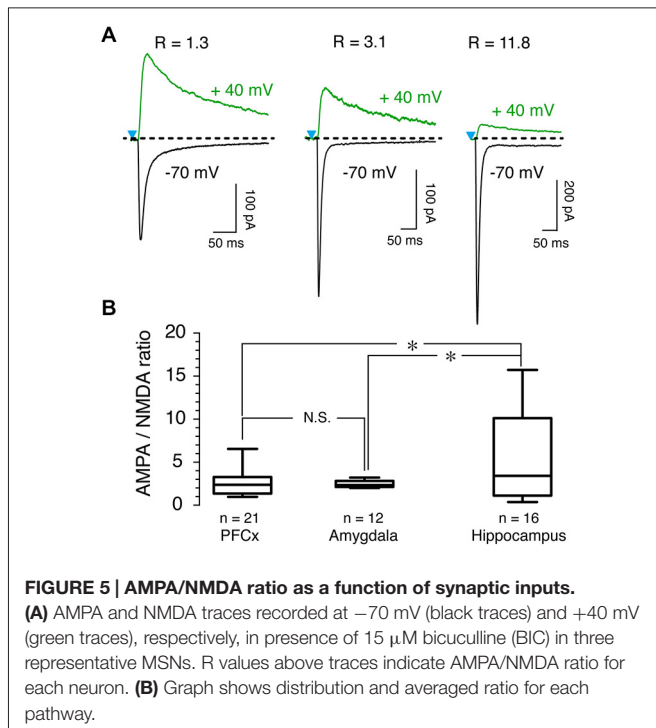 A
R = 1.3
R = 3.1
R = 11.8
+ 40 mV
+ 40 mV
+ 40 mV
-70 mV
-70 mV
-70 mV
100 pA
50 ms
100 pA
50 ms
200 pA
50 ms
B
AMPA / NMDA ratio
20
15
10
5
0
*
*
N.S.
n = 21
PFCx
n = 12
Amygdala
n = 16
Hippocampus
FIGURE 5 | AMPA/NMDA ratio as a function of synaptic inputs.
(A) AMPA and NMDA traces recorded at −70 mV (black traces) and +40 mV
(green traces), respectively, in presence of 15 μM bicuculline (BIC) in three
representative MSNs. R values above traces indicate AMPA/NMDA ratio for
each neuron. (B) Graph shows distribution and averaged ratio for each
pathway.